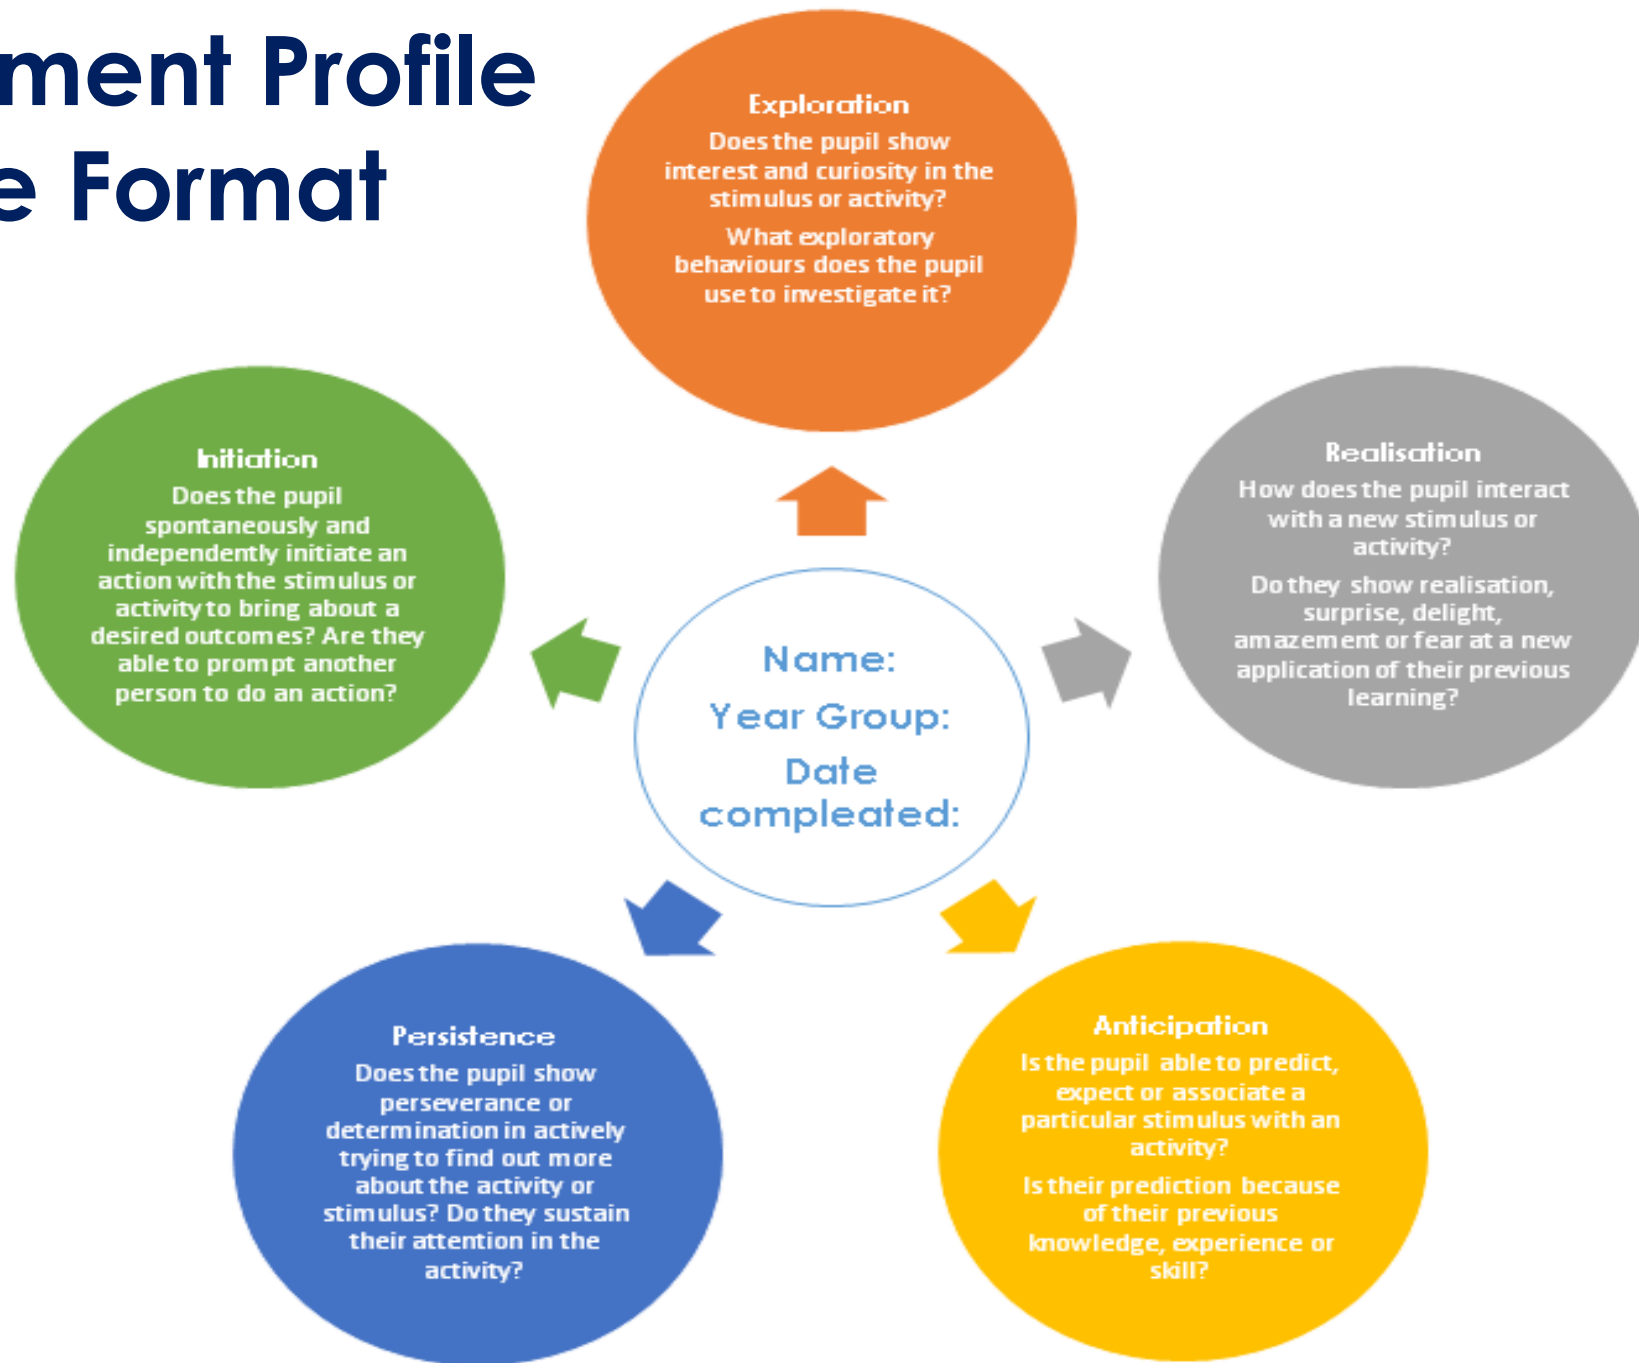 ment Profile
e Format
Exploration
Does the pupil show
interest and curiosity in the
stimulus or activity?
What exploratory
behaviours does the pupil
use to investigate it?
Initiation
Does the pupil
spontaneously and
independently initiate an
action with the stimulus or
activity to bring about a
desired outcomes? Are they
able to prompt another
person to do an action?
Realisation
How does the pupil interact
with a new stimulus or
activity?
Do they show realisation,
surprise, delight,
amazement or fear at a new
application of their previous
learning?
Name:
Year Group:
Date
compleated:
Persistence
Does the pupil show
perseverance or
determination in actively
trying to find out more
about the activity or
stimulus? Do they sustain
their attention in the
activity?
Anticipation
Is the pupil able to predict,
expect or associate a
particular stimulus with an
activity?
Is their prediction because
of their previous
knowledge, experience or
skill?